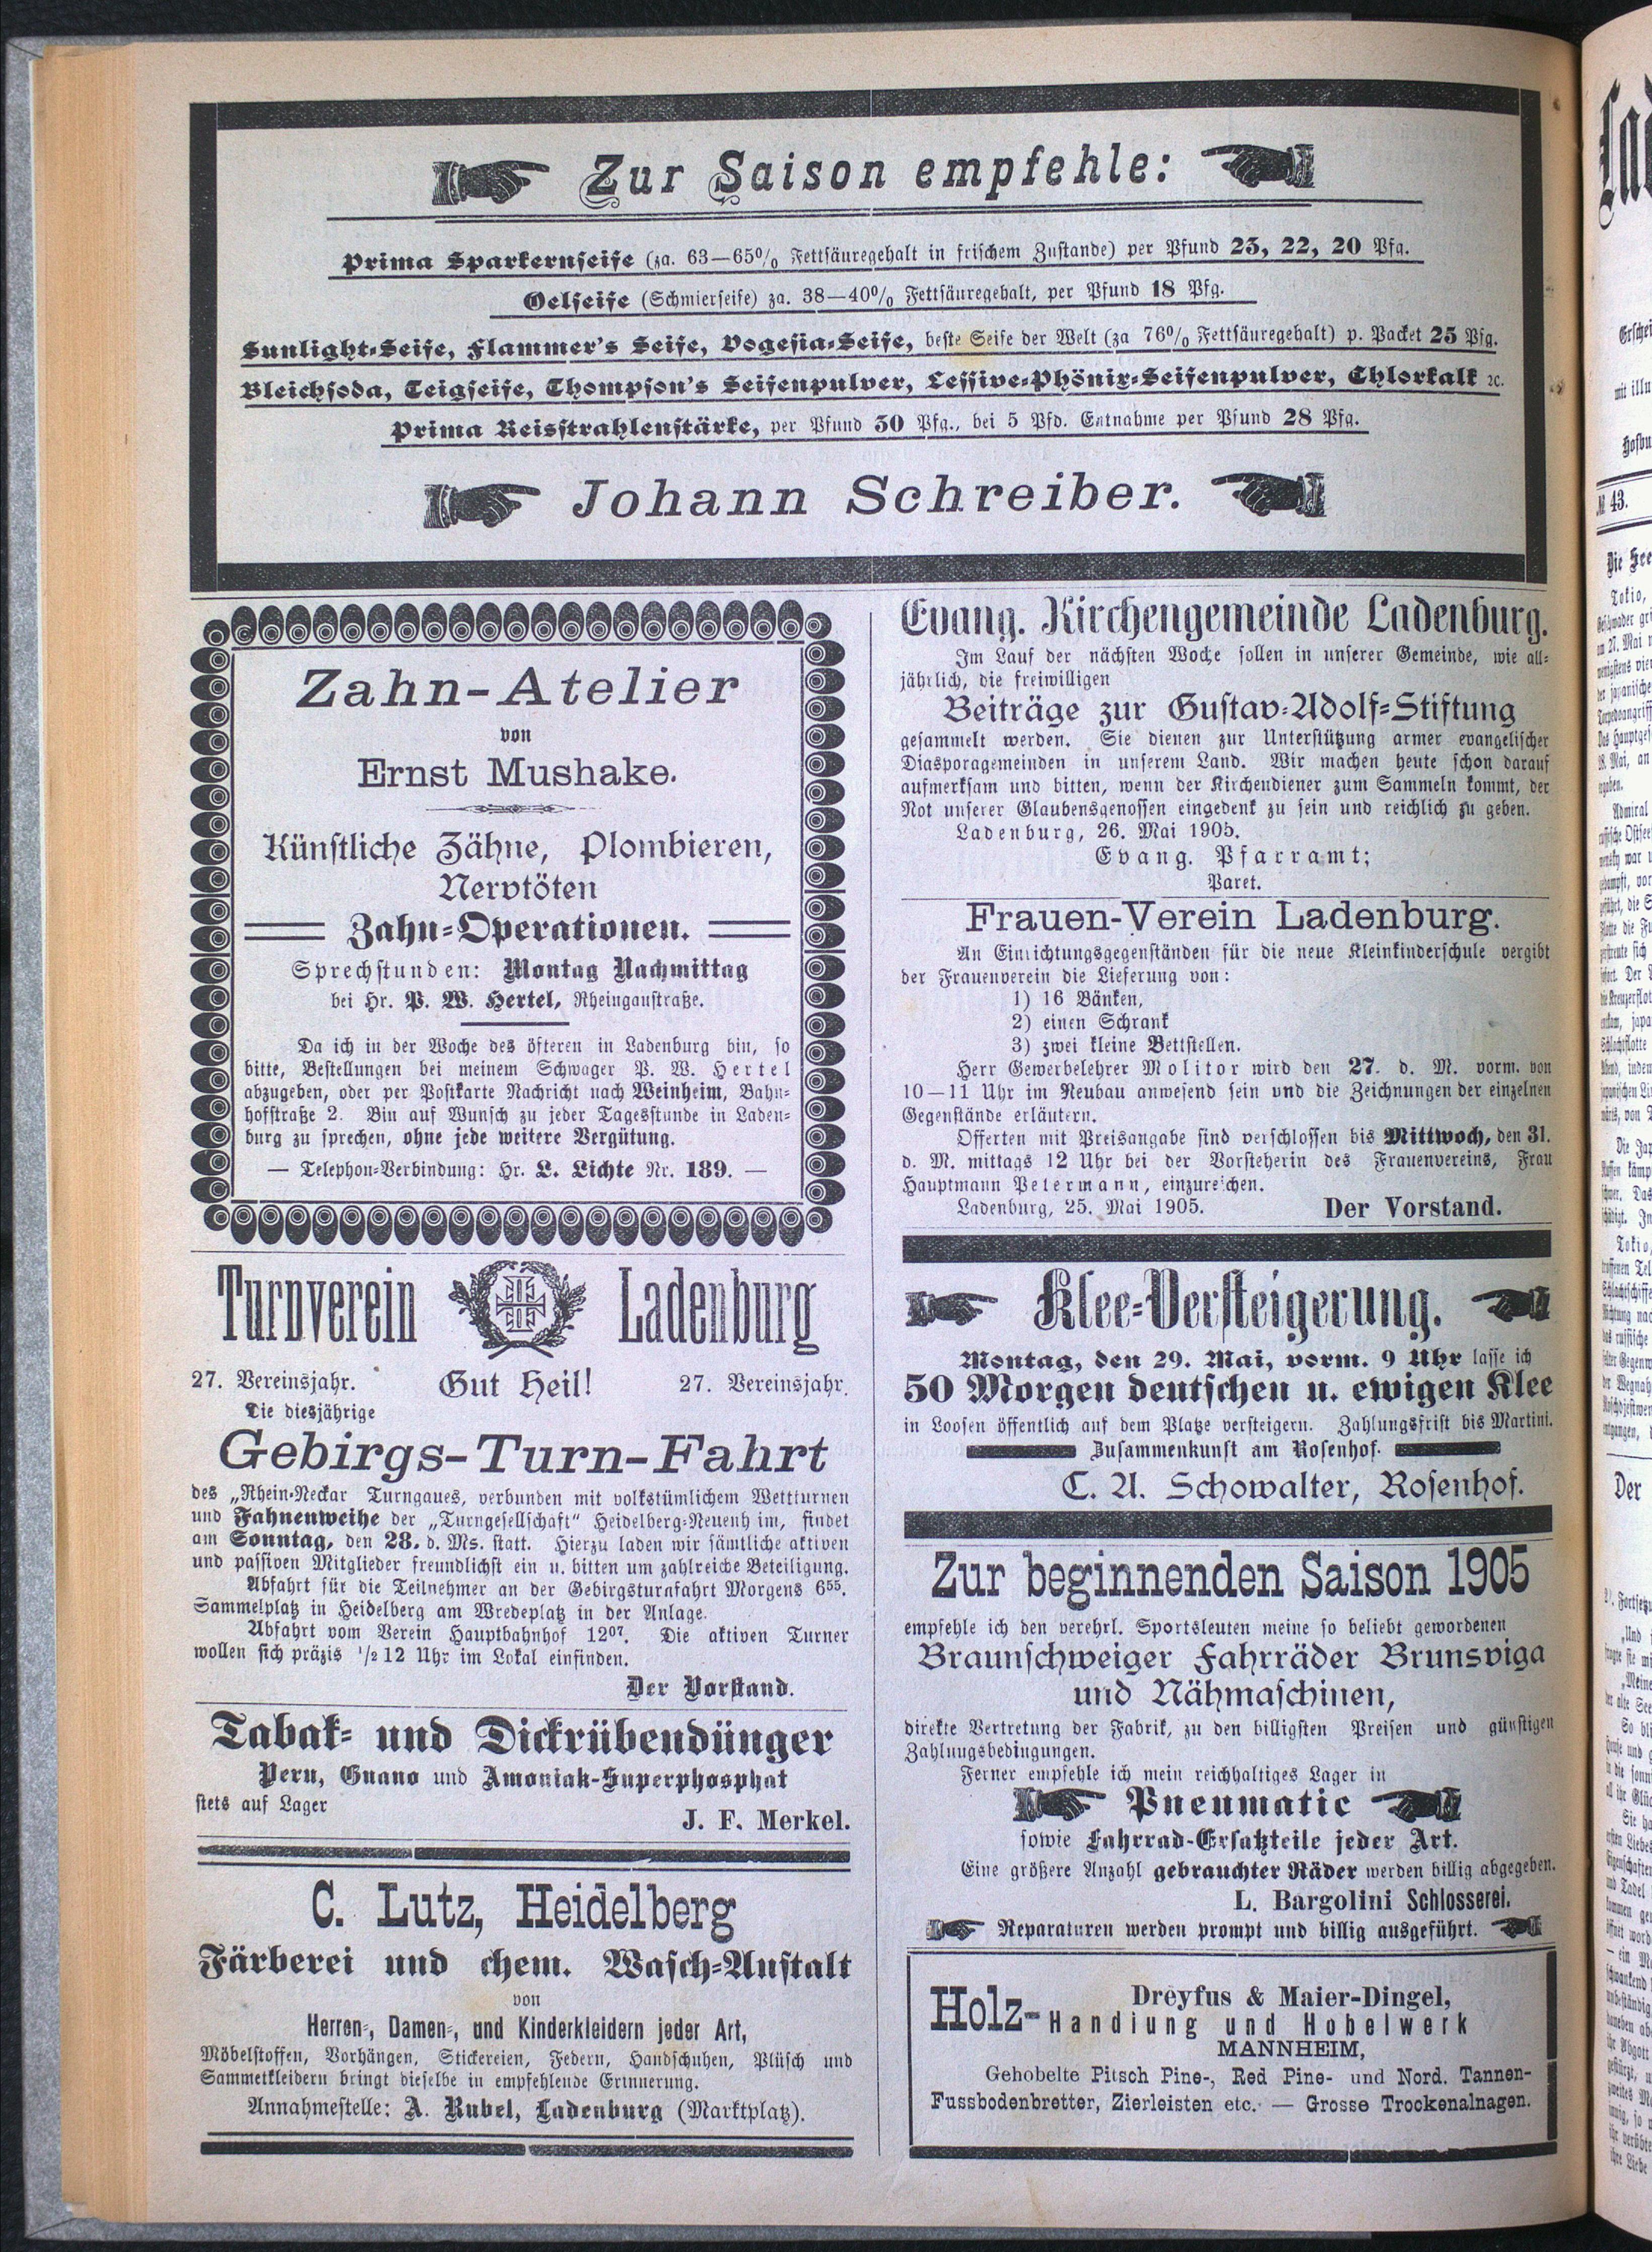 Zur Saison empfehle:
Prima Sparkernseife (za. 63—65% Fettsäuregehalt in frischem Zustande) per Pfund 23, 22, 20 Pfg.
Oelseife (Schmierseife) za. 38—40% Fettsäuregehalt, per Pfund 18 Pfg.
Sunlight-Seife, Flammer's Seife, Vogesia-Seife, beste Seife der Welt (za 76% Fettsäuregehalt) p. Packet 25 Pfg.
Bleichsoda, Teigseife, Thompson's Seifenpulver, Lessive-Phönix-Seifenpulver, Chlorkalk ꝛc.
Prima Reisstrahlenstärke, per Pfund 30 Pfg., bei 5 Pfd. Entnahme per Pfund 28 Pfg.
Johann Schreiber.
Zahn-Atelier
von
Ernst Mushake.
Künstliche Zähne, Plombieren,
Nervtöten
Zahn-Operationen.
Sprechstunden: Montag Nachmittag
bei Hr. P. W. Hertel, Rheingaustraße.
Da ich in der Woche des öfteren in Ladenburg bin, so
bitte, Bestellungen bei meinem Schwager P. W. Hertel
abzugeben, oder per Postkarte Nachricht nach Weinheim, Bahn-
hofstraße 2. Bin auf Wunsch zu jeder Tagesstunde in Laden-
burg zu sprechen, ohne jede weitere Vergütung.
— Telephon-Verbindung: Hr. L. Lichte Nr. 189. —
Turnverein Ladenburg
27. Vereinsjahr. Gut Heil! 27. Vereinsjahr.
Die diesjährige
Gebirgs-Turn-Fahrt
des „Rhein-Neckar Turngaues, verbunden mit volkstümlichem Wettturnen
und Fahnenweihe der „Turngesellschaft" Heidelberg-Neuenh im, findet
am Sonntag, den 28. d. Ms. statt. Hierzu laden wir sämtliche aktiven
und passiven Mitglieder freundlichst ein u. bitten um zahlreiche Beteiligung.
Abfahrt für die Teilnehmer an der Gebirgsturnfahrt Morgens 6⁵⁵.
Sammelplatz in Heidelberg am Wredeplatz in der Anlage.
Abfahrt vom Verein Hauptbahnhof 12⁰⁷. Die aktiven Turner
wollen sich präzis ½12 Uhr im Lokal einfinden.
Der Vorstand.
Tabak- und Dickrübendünger
Peru, Guano und Amoniak-Superphosphat
stets auf Lager
J. F. Merkel.
C. Lutz, Heidelberg
Färberei und chem. Wasch-Anstalt
von
Herren-, Damen-, und Kinderkleidern jeder Art,
Möbelstoffen, Vorhängen, Stickereien, Federn, Handschuhen, Plüsch und
Sammetkleidern bringt dieselbe in empfehlende Erinnerung.
Annahmestelle: A. Rubel, Ladenburg (Marktplatz).
Evang. Kirchengemeinde Ladenburg.
Im Lauf der nächsten Woche sollen in unserer Gemeinde, wie all-
jährlich, die freiwilligen
Beiträge zur Gustav-Adolf-Stiftung
gesammelt werden. Sie dienen zur Unterstützung armer evangelischer
Diasporagemeinden in unserem Land. Wir machen heute schon darauf
aufmerksam und bitten, wenn der Kirchendiener zum Sammeln kommt, der
Not unserer Glaubensgenossen eingedenk zu sein und reichlich zu geben.
Ladenburg, 26. Mai 1905.
Evang. Pfarramt;
Paret.
Frauen-Verein Ladenburg.
An Einrichtungsgegenständen für die neue Kleinkinderschule vergibt
der Frauenverein die Lieferung von:
1) 16 Bänken,
2) einen Schrank
3) zwei kleine Bettstellen.
Herr Gewerbelehrer Molitor wird den 27. d. M. vorm. von
10—11 Uhr im Neubau anwesend sein und die Zeichnungen der einzelnen
Gegenstände erläutern.
Offerten mit Preisangabe sind verschlossen bis Mittwoch, den 31.
d. M. mittags 12 Uhr bei der Vorsteherin des Frauenvereins, Frau
Hauptmann Petermann, einzureichen.
Ladenburg, 25. Mai 1905. Der Vorstand.
Klee-Versteigerung.
Montag, den 29. Mai, vorm. 9 Uhr lasse ich
50 Morgen deutschen u. ewigen Klee
in Loosen öffentlich auf dem Platze versteigern. Zahlungsfrist bis Martini.
Zusammenkunft am Rosenhof.
C. A. Schowalter, Rosenhof.
Zur beginnenden Saison 1905
empfehle ich den verehrl. Sportsleuten meine so beliebt gewordenen
Braunschweiger Fahrräder Brunsviga
und Nähmaschinen,
direkte Vertretung der Fabrik, zu den billigsten Preisen und günstigen
Zahlungsbedingungen.
Ferner empfehle ich mein reichhaltiges Lager in
Pneumatic
sowie Fahrrad-Ersatzteile jeder Art.
Eine größere Anzahl gebrauchter Räder werden billig abgegeben.
L. Bargolini Schlosserei.
Reparaturen werden prompt und billig ausgeführt.
Dreyfus & Maier-Dingel,
Holz-Handlung und Hobelwerk
MANNHEIM,
Gehobelte Pitsch Pine-, Red Pine- und Nord. Tannen-
Fussbodenbretter, Zierleisten etc. — Grosse Trockenalnagen.
№ 43.